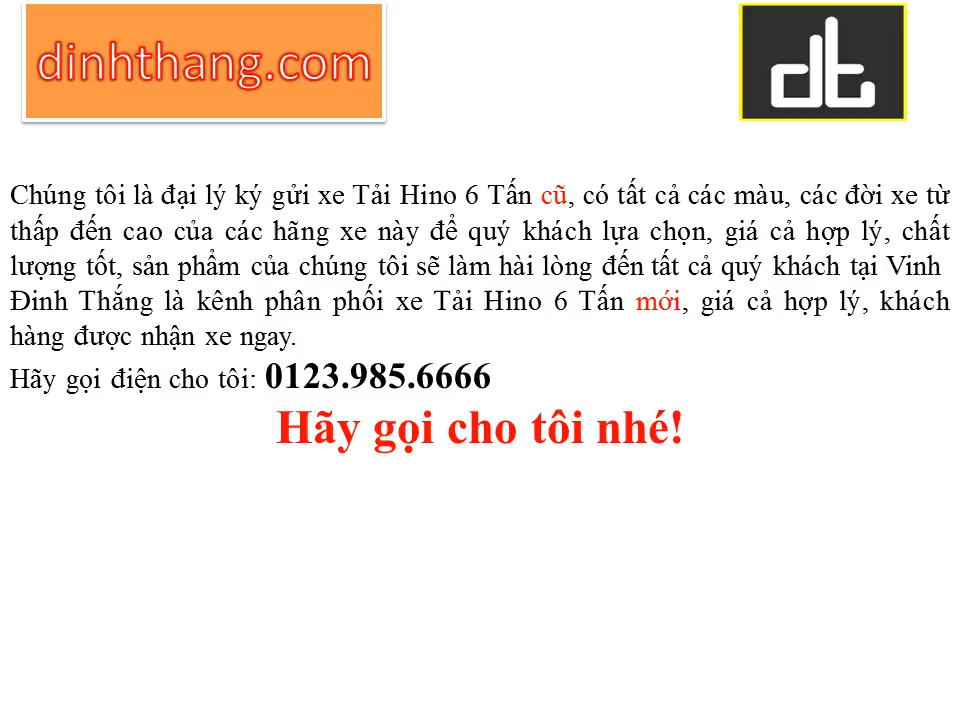 dinhthang.com
dt
Chúng tôi là đại lý ký gửi xe Tải Hino 6 Tấn cũ, có tất cả các màu, các đời xe từ
thấp đến cao của các hãng xe này để quý khách lựa chọn, giá cả hợp lý, chất
lượng tốt, sản phẩm của chúng tôi sẽ làm hài lòng đến tất cả quý khách tại Vinh
Đinh Thắng là kênh phân phối xe Tải Hino 6 Tấn mới, giá cả hợp lý, khách
hàng được nhận xe ngay.
Hãy gọi điện cho tôi: 0123.985.6666
Hãy gọi cho tôi nhé!